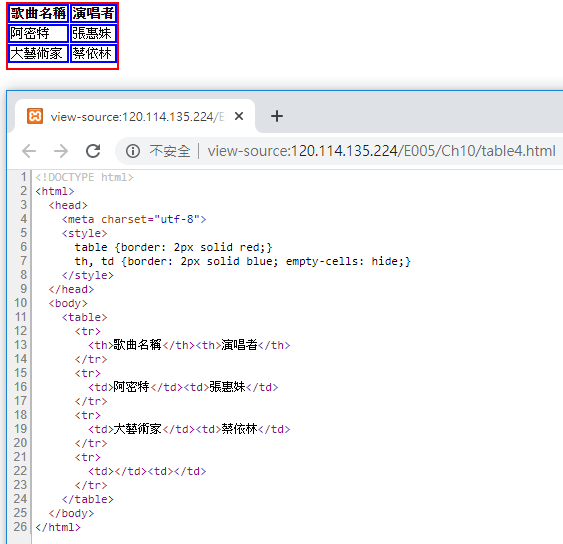 歌曲名稱 演唱者
阿密特 張惠妹
大藝術家 蔡依林
view-source:120.114.135.224/E
不安全 | view-source:120.114.135.224/E005/Ch10/table4.html
1 <!DOCTYPE html>
2 <html>
3 <head>
4 <meta charset="utf-8">
5 <style>
6 table {border: 2px solid red;}
7 th, td {border: 2px solid blue; empty-cells: hide;}
8 </style>
9 </head>
10 <body>
11 <table>
12 <tr>
13 <th>歌曲名稱</th><th>演唱者</th>
14 </tr>
15 <tr>
16 <td>阿密特</td><td>張惠妹</td>
17 </tr>
18 <tr>
19 <td>大藝術家</td><td>蔡依林</td>
20 </tr>
21 <tr>
22 <td></td><td></td>
23 </tr>
24 </table>
25 </body>
26 </html>